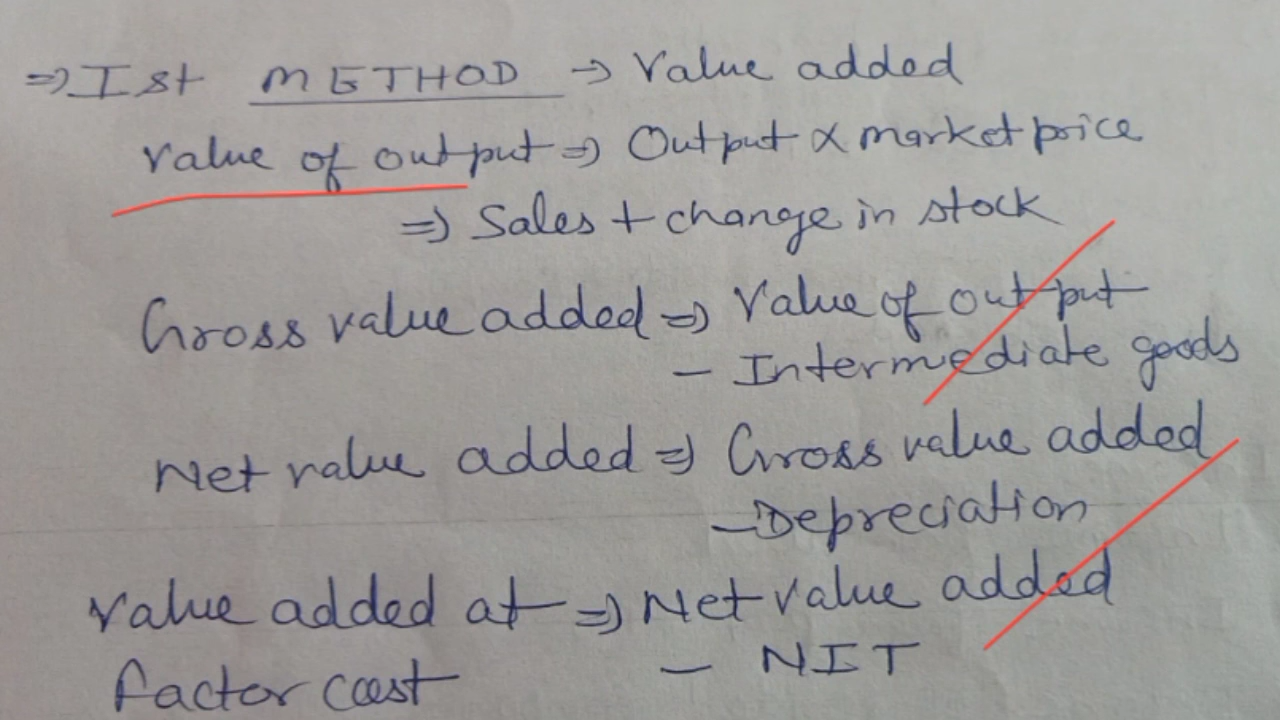 ⇒ Ist METHOD → Value added
Value of output ⇒ Output × market price
⇒ Sales + change in stock
Gross value added ⇒ Value of output
– Intermediate goods
Net value added ⇒ Gross value added
– Depreciation
Value added at ⇒ Net value added
factor cost – NIT